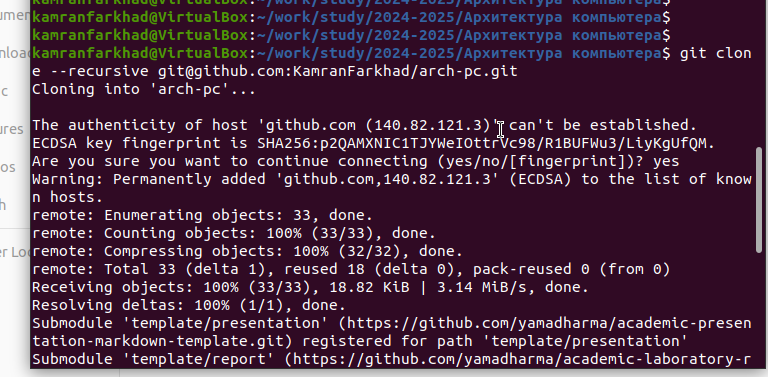 kamranfarkhad@VirtualBox:~/work/study/2024-2025/Архитектура компьютера$
kamranfarkhad@VirtualBox:~/work/study/2024-2025/Архитектура компьютера$
kamranfarkhad@VirtualBox:~/work/study/2024-2025/Архитектура компьютера$ git clon
e --recursive git@github.com:KamranFarkhad/arch-pc.git
Cloning into 'arch-pc'...
The authenticity of host 'github.com (140.82.121.3)' can't be established.
ECDSA key fingerprint is SHA256:p2QAMXNIC1TJYWeIOttrVc98/R1BUFWu3/LiyKgUfQM.
Are you sure you want to continue connecting (yes/no/[fingerprint])? yes
Warning: Permanently added 'github.com,140.82.121.3' (ECDSA) to the list of know
n hosts.
remote: Enumerating objects: 33, done.
remote: Counting objects: 100% (33/33), done.
remote: Compressing objects: 100% (32/32), done.
remote: Total 33 (delta 1), reused 18 (delta 0), pack-reused 0 (from 0)
Receiving objects: 100% (33/33), 18.82 KiB | 3.14 MiB/s, done.
Resolving deltas: 100% (1/1), done.
Submodule 'template/presentation' (https://github.com/yamadharma/academic-presen
tation-markdown-template.git) registered for path 'template/presentation'
Submodule 'template/report' (https://github.com/yamadharma/academic-laboratory-r